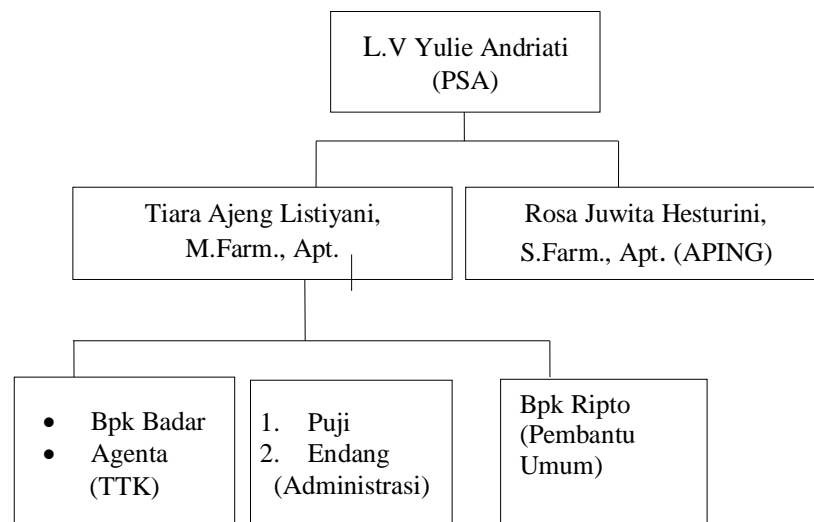 L.V Yulie Andriati
(PSA)
Tiara Ajeng Listiyani,
M.Farm., Apt.
Rosa Juwita Hesturini,
S.Farm., Apt. (APING)
• Bpk Badar
• Agenta
(TTK)
1. Puji
2. Endang
(Administrasi)
Bpk Ripto
(Pembantu
Umum)